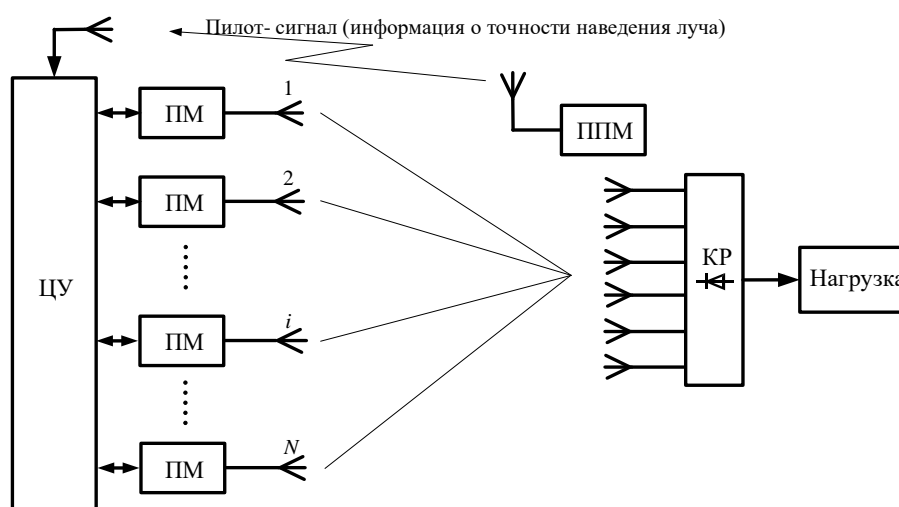 Пилот- сигнал (информация о точности наведения луча)
1
ПМ
ППМ
2
ПМ
ЦУ
КР
Нагрузка
i
ПМ
N
ПМ